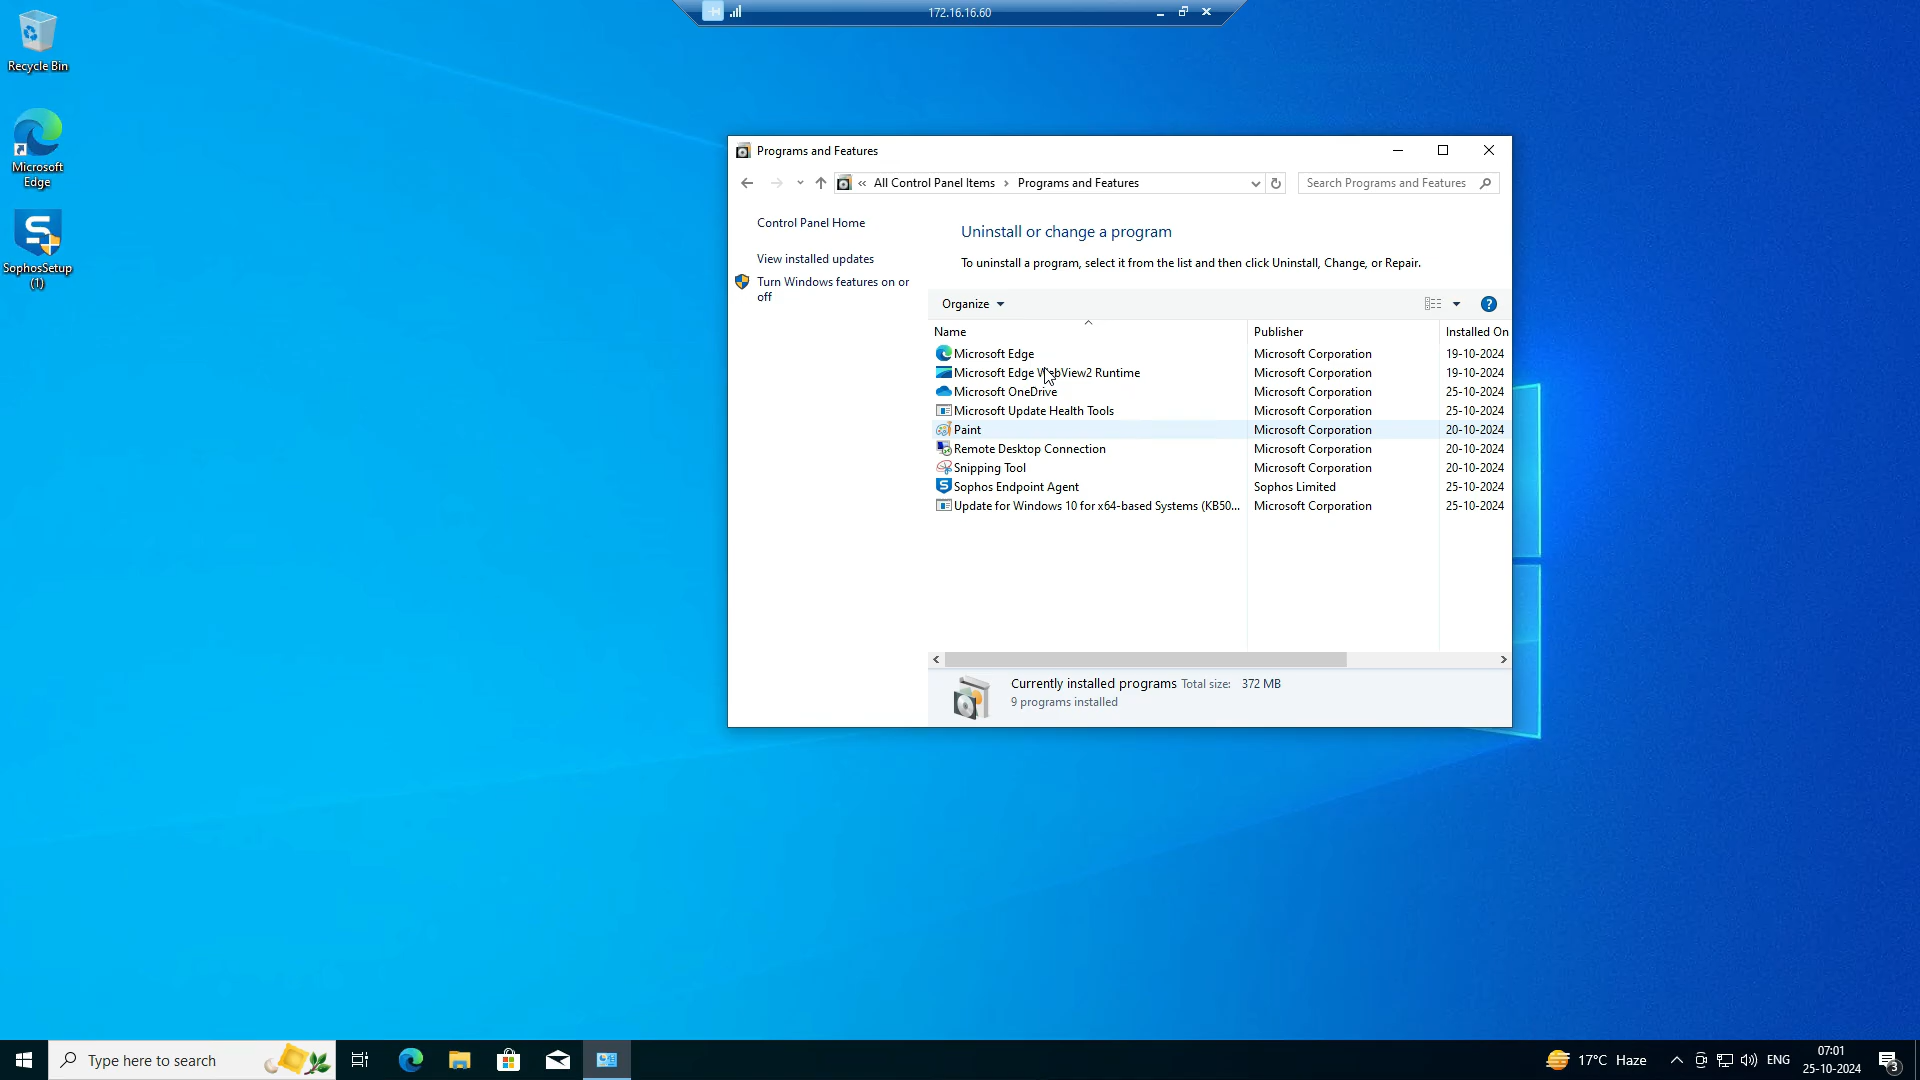 172.16.16.60
Recycle Bin
Microsoft
Edge
SophosSetup
(1)
Programs and Features
« All Control Panel Items › Programs and Features
Search Programs and Features
Control Panel Home
View installed updates
Turn Windows features on or
off
Uninstall or change a program
To uninstall a program, select it from the list and then click Uninstall, Change, or Repair.
Organize
Name Publisher Installed On
Microsoft Edge Microsoft Corporation 19-10-2024
Microsoft Edge WebView2 Runtime Microsoft Corporation 19-10-2024
Microsoft OneDrive Microsoft Corporation 25-10-2024
Microsoft Update Health Tools Microsoft Corporation 25-10-2024
Paint Microsoft Corporation 20-10-2024
Remote Desktop Connection Microsoft Corporation 20-10-2024
Snipping Tool Microsoft Corporation 20-10-2024
Sophos Endpoint Agent Sophos Limited 25-10-2024
Update for Windows 10 for x64-based Systems (KB50... Microsoft Corporation 25-10-2024
Currently installed programs Total size: 372 MB
9 programs installed
Type here to search
17°C Haze
ENG
07:01
25-10-2024
3